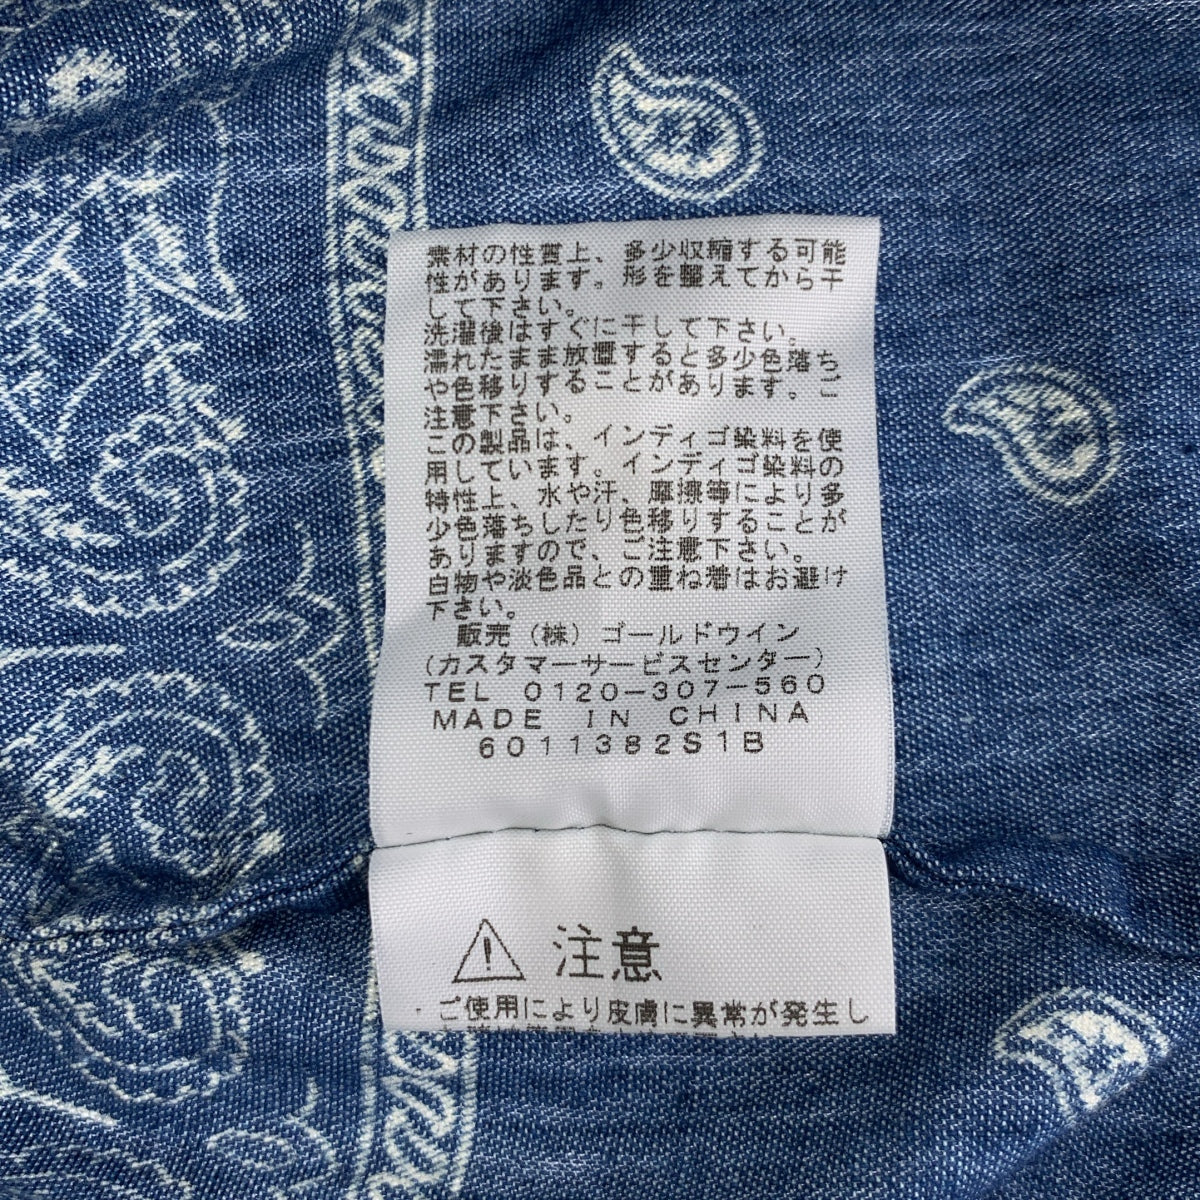 素材の性質上、多少収縮する可能
性があります。形を整えてから干
して下さい。
洗濯後はすぐに干して下さい。
濡れたまま放置すると多少色落ち
や色移りすることがあります。ご
注意下さい。
この製品は、インディゴ染料を使
用しています。インディゴ染料の
特性上、水や汗、摩擦等により多
少色落ちしたり色移りすることが
ありますので、ご注意下さい。
白物や淡色品との重ね着はお避け
下さい。
販売（株）ゴールドウイン
（カスタマーサービスセンター）
TEL 0120-307-560
MADE IN CHINA
6011382S1B
注意
・ご使用により皮膚に異常が発生し